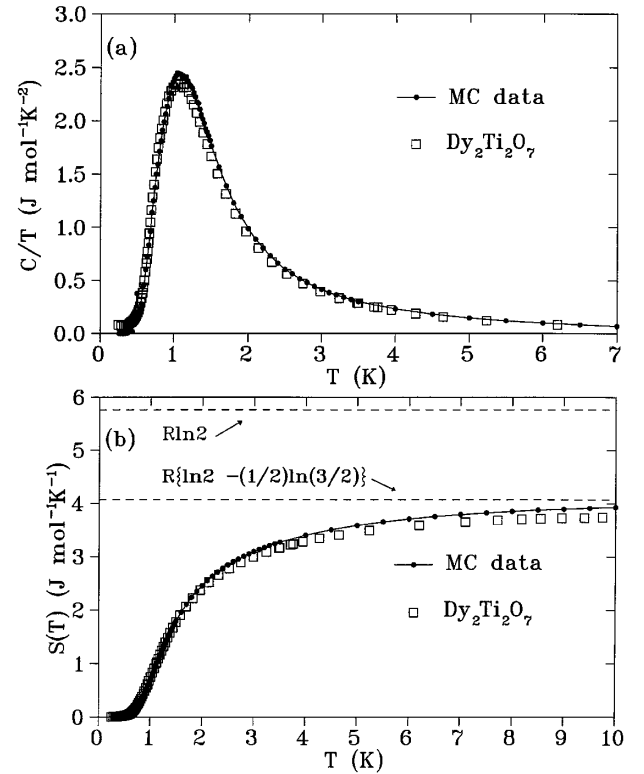 (a)
3.0
2.5
2.0
1.5
1.0
0.5
0.0
C/T (J mol⁻¹K⁻²)
MC data
Dy₂Ti₂O₇
0 1 2 3 4 5 6 7
T (K)
(b)
6
5
4
3
2
1
0
S(T) (J mol⁻¹K⁻¹)
Rln2
R{ln2 -(1/2)ln(3/2)}
MC data
Dy₂Ti₂O₇
0 1 2 3 4 5 6 7 8 9 10
T (K)